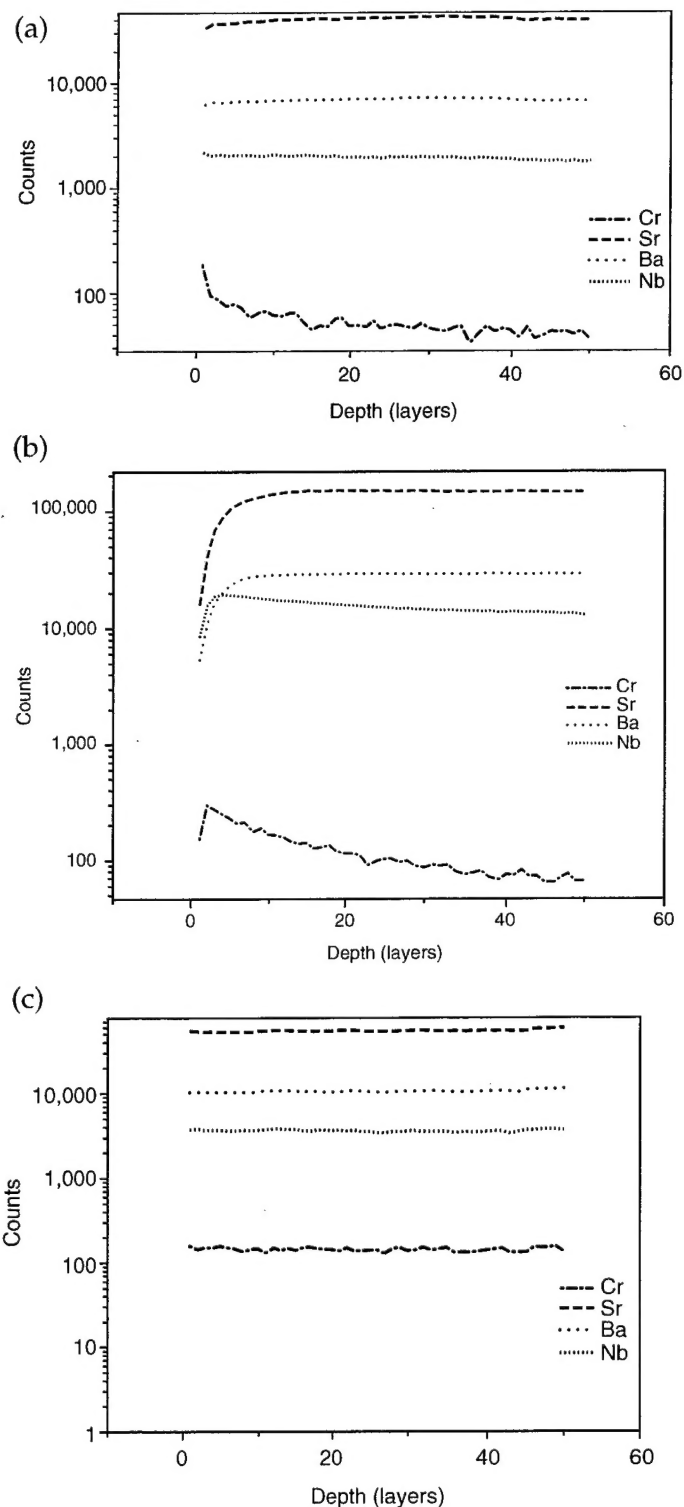 (a)
10,000
1,000
100
Counts
Cr
Sr
Ba
Nb
0
20
40
60
Depth (layers)
(b)
100,000
10,000
1,000
100
Counts
Cr
Sr
Ba
Nb
0
20
40
60
Depth (layers)
(c)
10,000
1,000
100
10
1
Counts
Cr
Sr
Ba
Nb
0
20
40
60
Depth (layers)